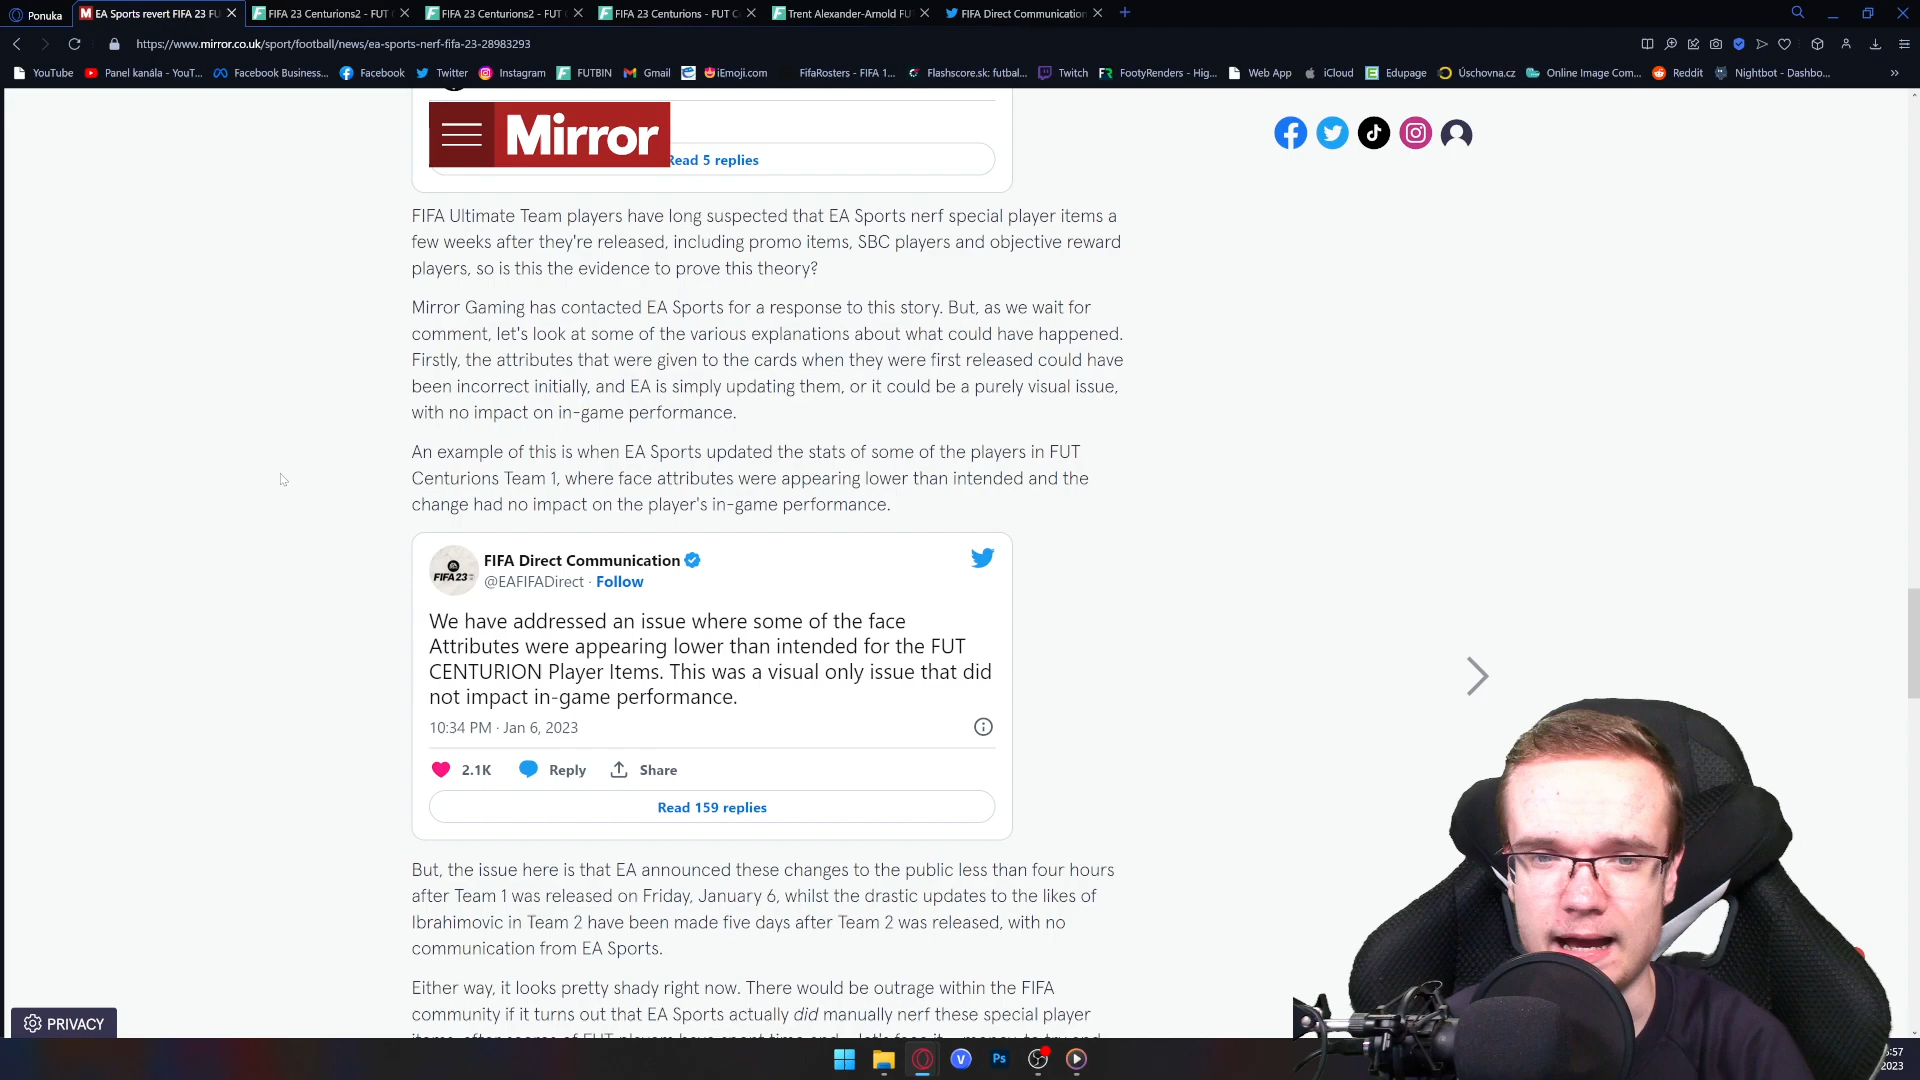 Ponuka
EA Sports revert FIFA 23 FU
FIFA 23 Centurions2 - FUT
FIFA 23 Centurions2 - FUT
FIFA 23 Centurions - FUT C
Trent Alexander-Arnold FU
FIFA Direct Communication
https://www.mirror.co.uk/sport/football/news/ea-sports-nerf-fifa-23-28983293
YouTube
Panel kanála - YouT...
Facebook Business...
Facebook
Twitter
Instagram
FUTBIN
Gmail
iEmoji.com
FifaRosters - FIFA 1...
Flashscore.sk: futbal...
Twitch
FootyRenders - Hig...
Web App
iCloud
Edupage
Úschovna.cz
Online Image Com...
Reddit
Nightbot - Dashbo...
Mirror
Read 5 replies
FIFA Ultimate Team players have long suspected that EA Sports nerf special player items a
few weeks after they're released, including promo items, SBC players and objective reward
players, so is this the evidence to prove this theory?
Mirror Gaming has contacted EA Sports for a response to this story. But, as we wait for
comment, let's look at some of the various explanations about what could have happened.
Firstly, the attributes that were given to the cards when they were first released could have
been incorrect initially, and EA is simply updating them, or it could be a purely visual issue,
with no impact on in-game performance.
An example of this is when EA Sports updated the stats of some of the players in FUT
Centurions Team 1, where face attributes were appearing lower than intended and the
change had no impact on the player's in-game performance.
FIFA 23
FIFA Direct Communication
@EAFIFADirect · Follow
We have addressed an issue where some of the face
Attributes were appearing lower than intended for the FUT
CENTURION Player Items. This was a visual only issue that did
not impact in-game performance.
10:34 PM · Jan 6, 2023
2.1K Reply Share
Read 159 replies
But, the issue here is that EA announced these changes to the public less than four hours
after Team 1 was released on Friday, January 6, whilst the drastic updates to the likes of
Ibrahimovic in Team 2 have been made five days after Team 2 was released, with no
communication from EA Sports.
Either way, it looks pretty shady right now. There would be outrage within the FIFA
community if it turns out that EA Sports actually did manually nerf these special player
PRIVACY
Ps
:57
2023